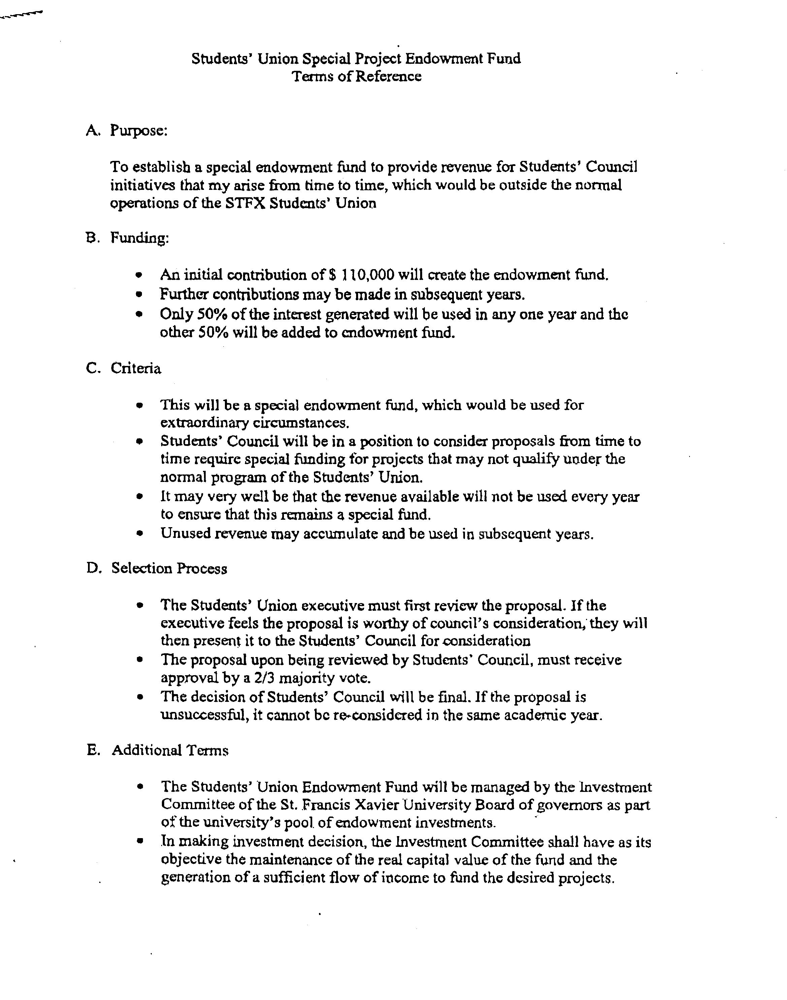 Students' Union Special Project Endowment Fund
Terms of Reference
A. Purpose:
To establish a special endowment fund to provide revenue for Students' Council
initiatives that my arise from time to time, which would be outside the normal
operations of the STFX Students' Union
B. Funding:
• An initial contribution of $ 110,000 will create the endowment fund.
• Further contributions may be made in subsequent years.
• Only 50% of the interest generated will be used in any one year and the
other 50% will be added to endowment fund.
C. Criteria
• This will be a special endowment fund, which would be used for
extraordinary circumstances.
• Students' Council will be in a position to consider proposals from time to
time require special funding for projects that may not qualify under the
normal program of the Students' Union.
• It may very well be that the revenue available will not be used every year
to ensure that this remains a special fund.
• Unused revenue may accumulate and be used in subsequent years.
D. Selection Process
• The Students' Union executive must first review the proposal. If the
executive feels the proposal is worthy of council's consideration, they will
then present it to the Students' Council for consideration
• The proposal upon being reviewed by Students' Council, must receive
approval by a 2/3 majority vote.
• The decision of Students' Council will be final. If the proposal is
unsuccessful, it cannot be re-considered in the same academic year.
E. Additional Terms
• The Students' Union Endowment Fund will be managed by the Investment
Committee of the St. Francis Xavier University Board of governors as part
of the university's pool of endowment investments.
• In making investment decision, the Investment Committee shall have as its
objective the maintenance of the real capital value of the fund and the
generation of a sufficient flow of income to fund the desired projects.